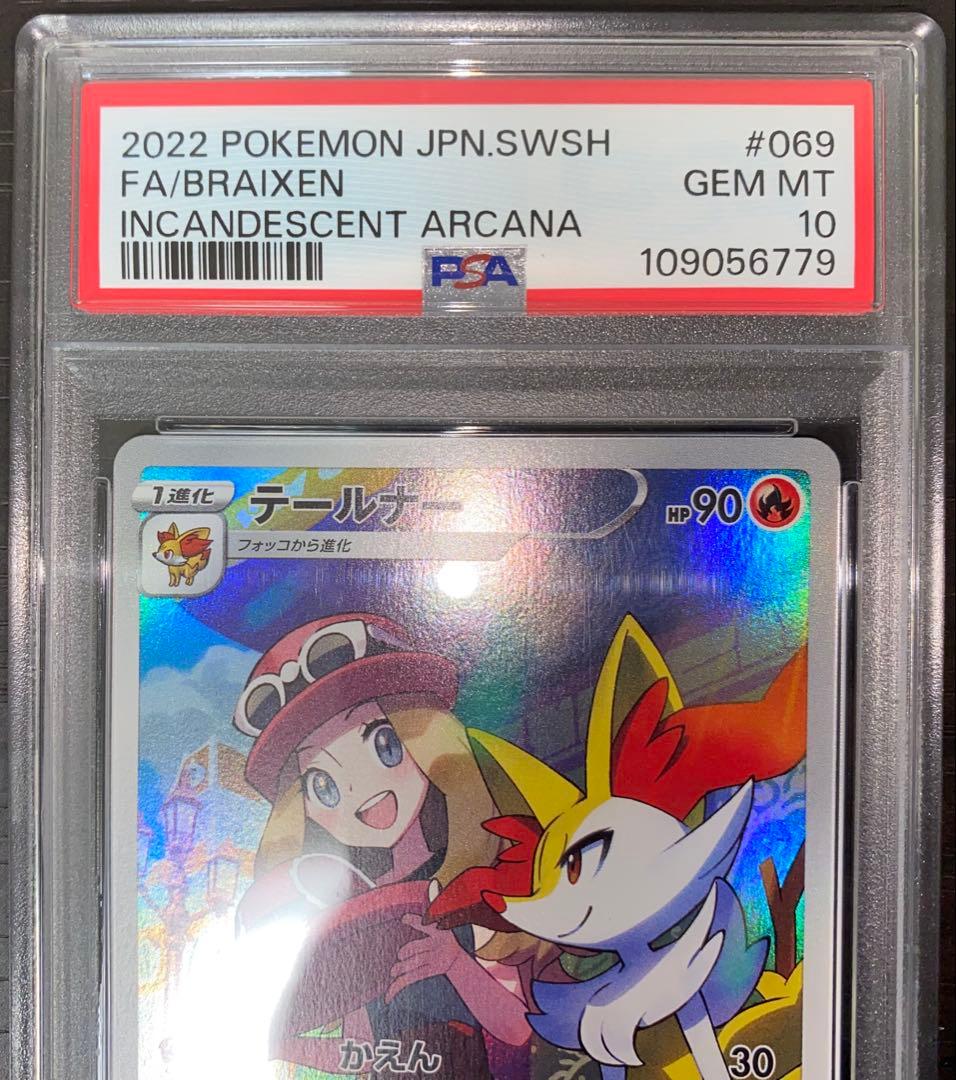 2022 POKEMON JPN.SWSH #069
FA/BRAIXEN GEM MT
INCANDESCENT ARCANA 10
PSA 109056779
1進化 テールナー HP90
フォッコから進化
かえん 30